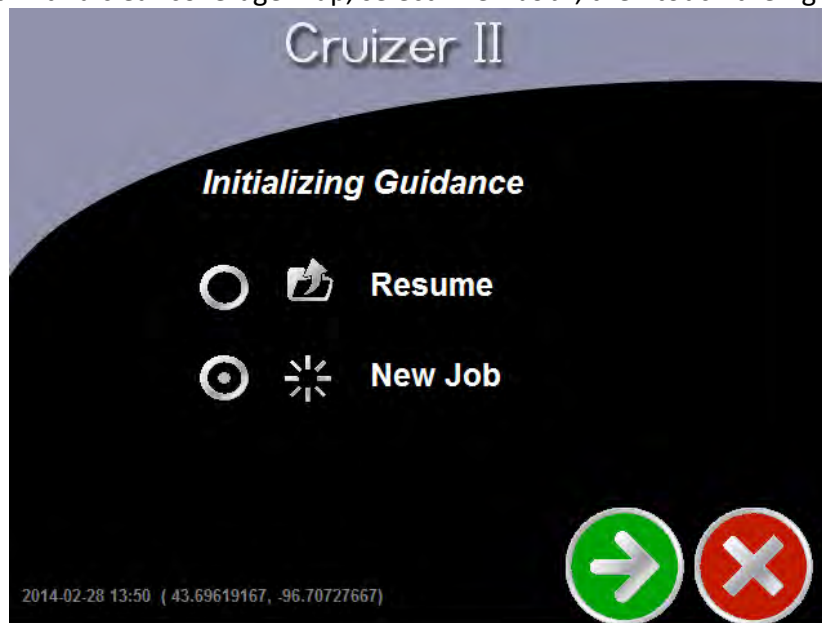 Cruizer II
Initializing Guidance
Resume
New Job
2014-02-28 13:50 ( 43.69619167, -96.70727667)